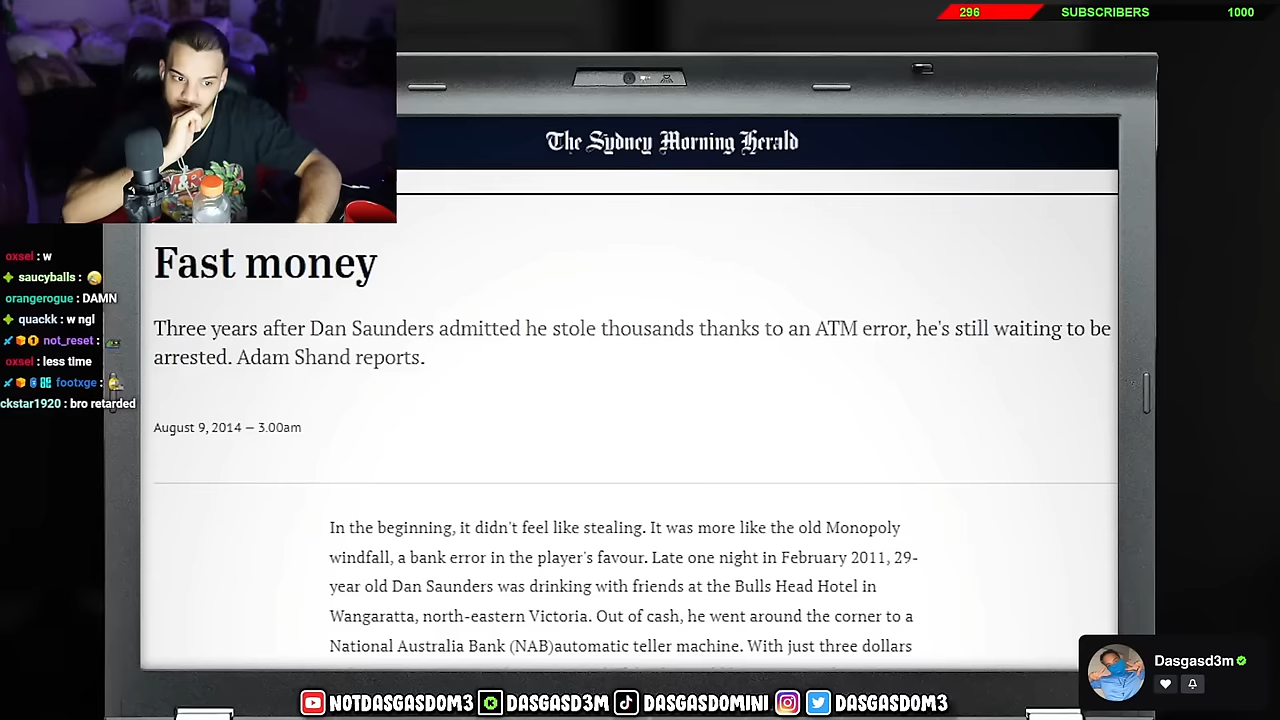 296 SUBSCRIBERS 1000
The Sydney Morning Herald
Fast money
Three years after Dan Saunders admitted he stole thousands thanks to an ATM error, he's still waiting to be
arrested. Adam Shand reports.
August 9, 2014 — 3.00am
In the beginning, it didn't feel like stealing. It was more like the old Monopoly
windfall, a bank error in the player's favour. Late one night in February 2011, 29-
year old Dan Saunders was drinking with friends at the Bulls Head Hotel in
Wangaratta, north-eastern Victoria. Out of cash, he went around the corner to a
National Australia Bank (NAB)automatic teller machine. With just three dollars
oxsel : w
saucyballs :
orangerogue : DAMN
quackk : w ngl
not_reset :
oxsel : less time
footxge :
ckstar1920 : bro retarded
Dasgasd3m
NOTDASGASDOM3 DASGASD3M DASGASDOMINI DASGASDOM3